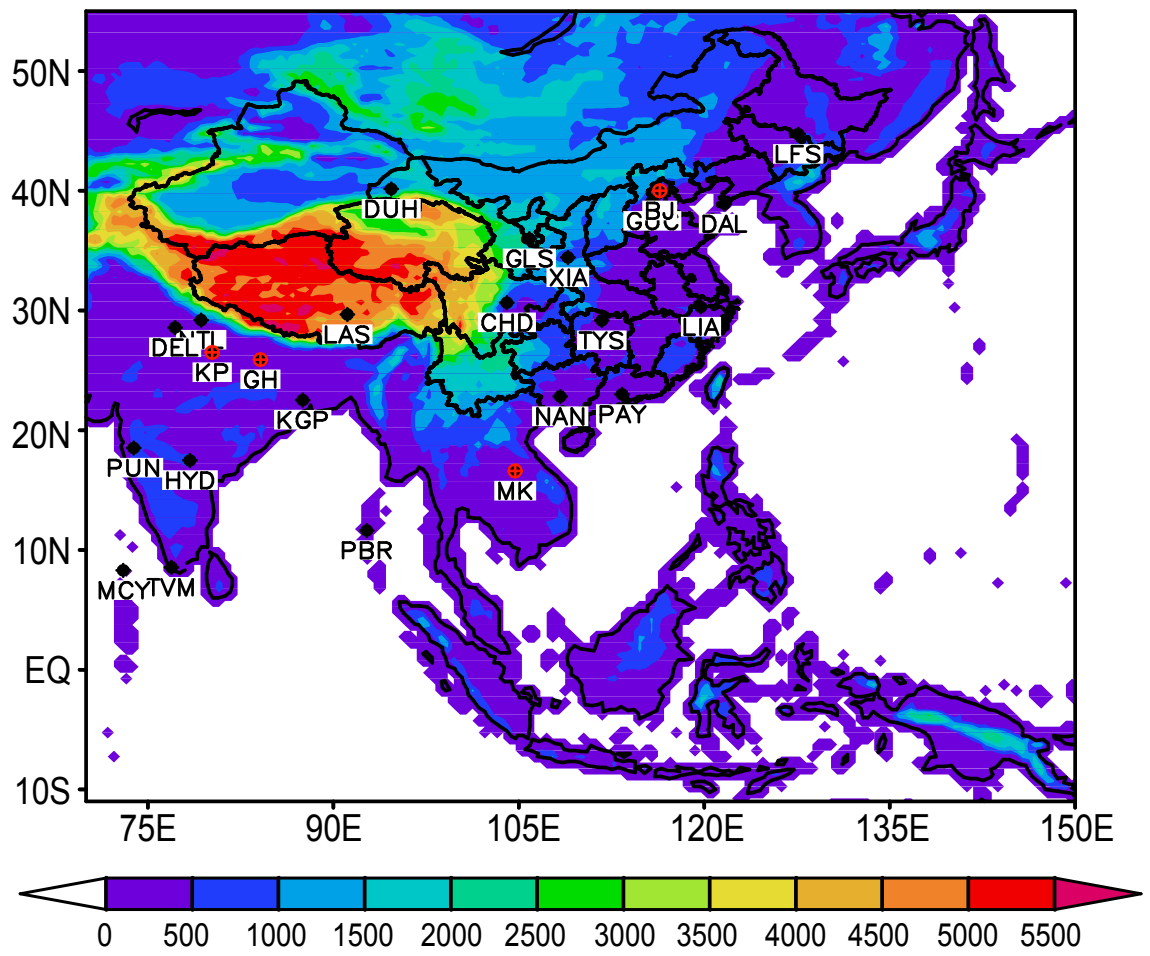 50N
LFS
40N
DUH
BJ
GUC
DAL
GLS
XIA
30N
CHD
LAS
LIA
TYS
NTL
DEL
KP
GH
KGP
NAN
PAY
20N
PUN
HYD
MK
10N
PBR
MCY
TVM
EQ
10S
75E 90E 105E 120E 135E 150E
0 500 1000 1500 2000 2500 3000 3500 4000 4500 5000 5500